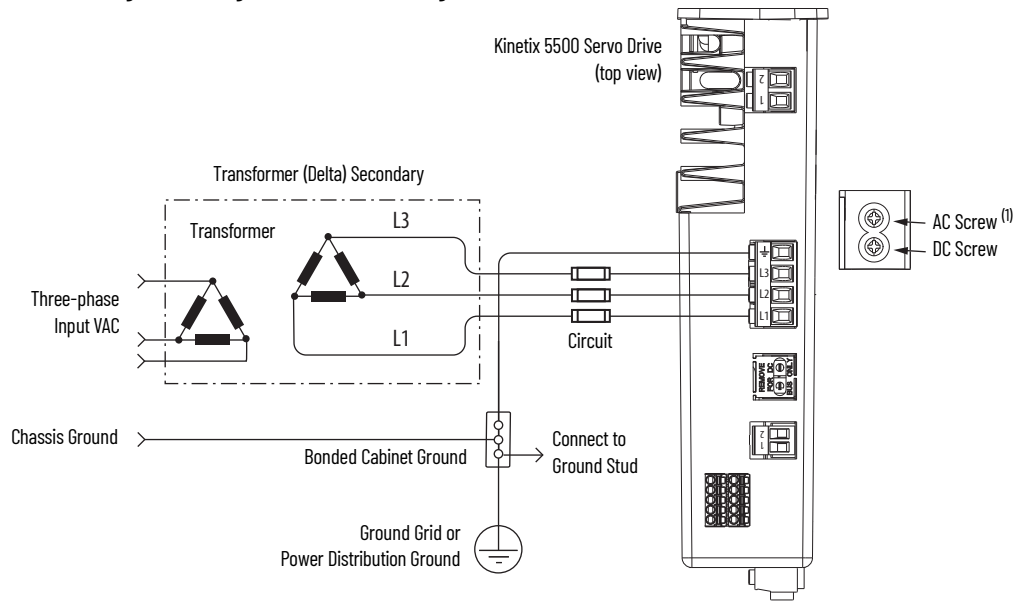 Kinetix 5500 Servo Drive
(top view)
2
1
Transformer (Delta) Secondary
Transformer
L3
L2
L1
Three-phase
Input VAC
Circuit
L3
L2
L1
AC Screw (1)
DC Screw
REMOVE
FOR DC
BUS ONLY
2
1
Chassis Ground
Bonded Cabinet Ground
Connect to
Ground Stud
Ground Grid or
Power Distribution Ground